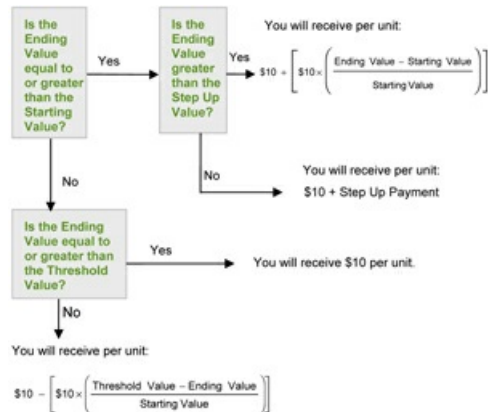 Is the
Ending
Value
equal to
or greater
than the
Starting
Value?
Yes
Is the
Ending
Value
greater
than the
Step Up
Value?
Yes
You will receive per unit:
$10 + [ $10 × ( Ending Value − Starting Value / Starting Value ) ]
No
You will receive per unit:
$10 + Step Up Payment
No
Is the Ending
Value equal to
or greater than
the Threshold
Value?
Yes
You will receive $10 per unit.
No
You will receive per unit:
$10 − [ $10 × ( Threshold Value − Ending Value / Starting Value ) ]